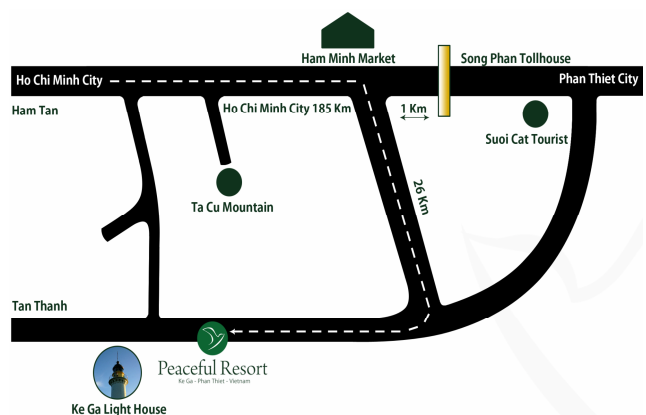 Ham Minh Market
Song Phan Tollhouse
Ho Chi Minh City
Phan Thiet City
Ham Tan
Ho Chi Minh City 185 Km
1 Km
Suoi Cat Tourist
26 Km
Ta Cu Mountain
Tan Thanh
Peaceful Resort
Ke Ga - Phan Thiet - Vietnam
Ke Ga Light House